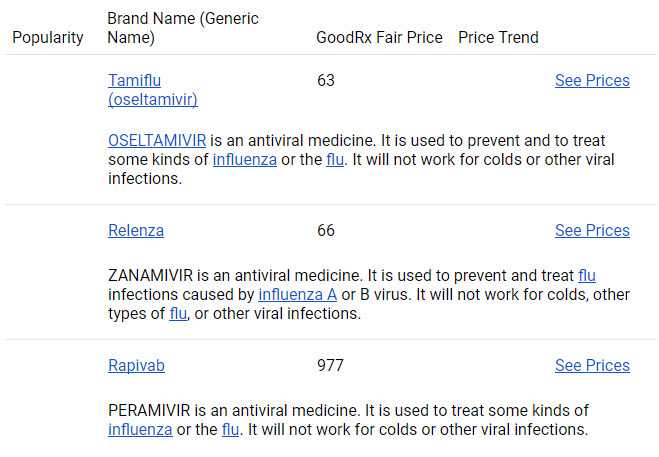 Popularity Brand Name (Generic Name) GoodRx Fair Price Price Trend
Tamiflu (oseltamivir) 63 See Prices
OSELTAMIVIR is an antiviral medicine. It is used to prevent and to treat
some kinds of influenza or the flu. It will not work for colds or other viral
infections.
Relenza 66 See Prices
ZANAMIVIR is an antiviral medicine. It is used to prevent and treat flu
infections caused by influenza A or B virus. It will not work for colds, other
types of flu, or other viral infections.
Rapivab 977 See Prices
PERAMIVIR is an antiviral medicine. It is used to treat some kinds of
influenza or the flu. It will not work for colds or other viral infections.